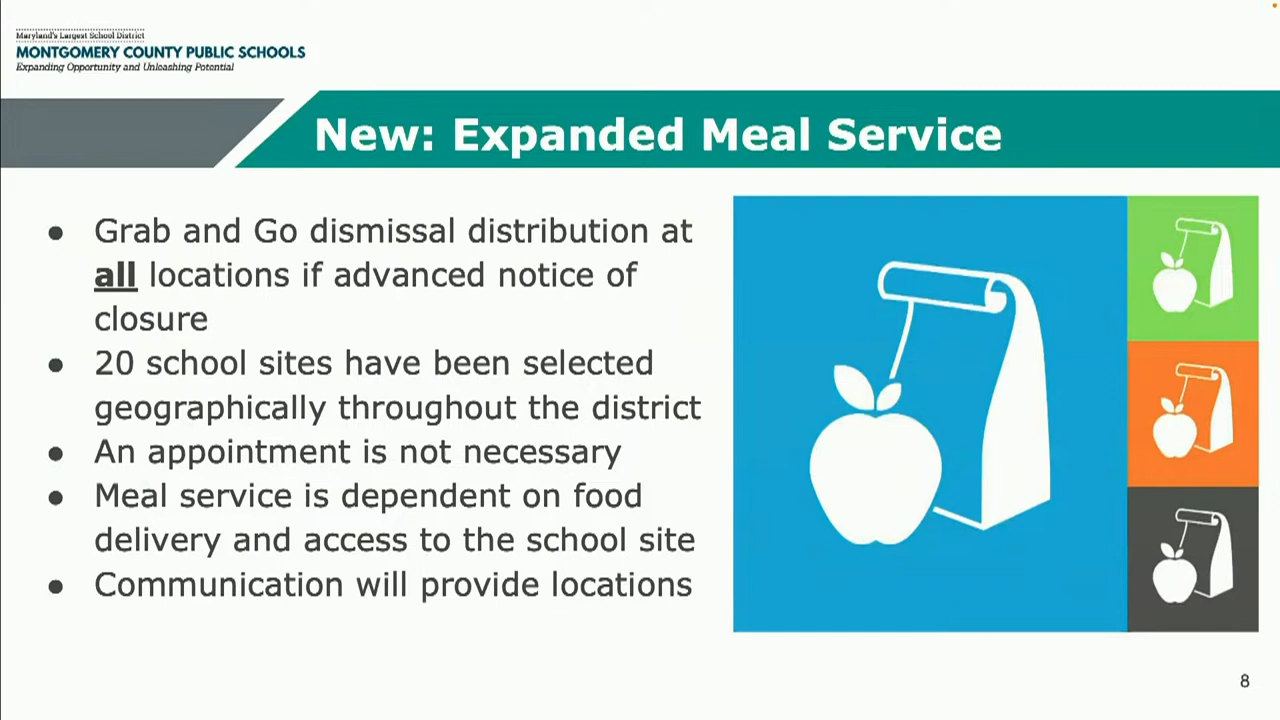 Maryland's Largest School District
MONTGOMERY COUNTY PUBLIC SCHOOLS
Expanding Opportunity and Unleashing Potential
New: Expanded Meal Service
● Grab and Go dismissal distribution at
all locations if advanced notice of
closure
● 20 school sites have been selected
geographically throughout the district
● An appointment is not necessary
● Meal service is dependent on food
delivery and access to the school site
● Communication will provide locations
8